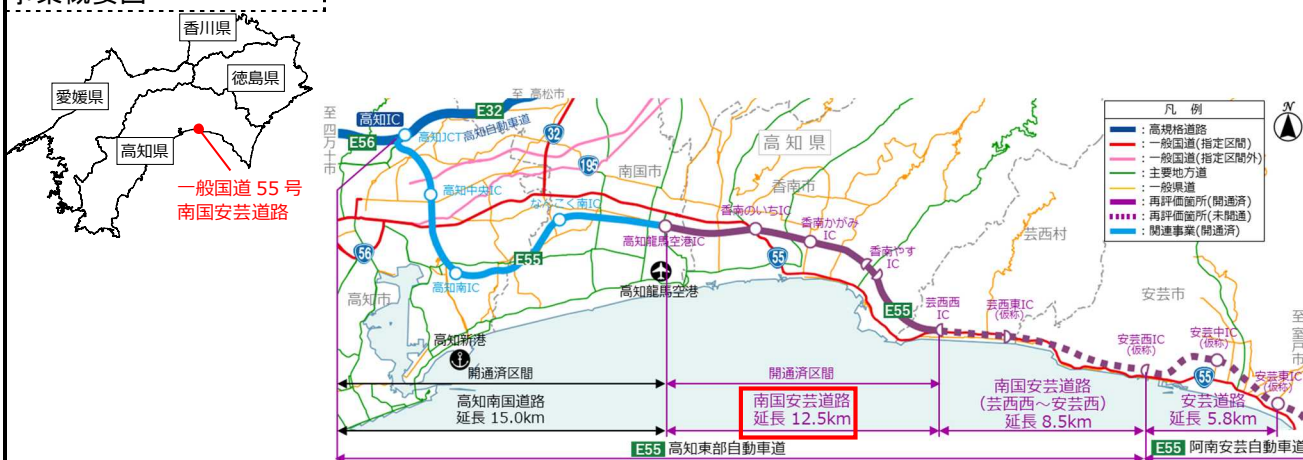 香川県
徳島県
愛媛県
高知県
一般国道 55 号
南国安芸道路
至 高松市
至 四万十市
高知IC
E32
E56
高知JCT
高知自動車道
32
195
高知県
南国市
香南市
高知中央IC
なんこく南IC
香南のいちIC
香南かがみ
IC
高知龍馬空港IC
香南やす
IC
芸西村
56
E55
55
高知南IC
高知龍馬空港
高知市
E55
芸西西
IC
芸西東IC
(仮称)
安芸市
至 室戸市
安芸西IC
(仮称)
安芸中IC
(仮称)
55
安芸東IC
(仮称)
高知新港
凡 例
：高規格道路
：一般国道(指定区間)
：一般国道(指定区間外)
：主要地方道
：一般県道
：再評価箇所(開通済)
：再評価箇所(未開通)
：関連事業(開通済)
N
開通済区間
開通済区間
高知南国道路
延長 15.0km
南国安芸道路
延長 12.5km
南国安芸道路
(芸西西～安芸西)
延長 8.5km
安芸道路
延長 5.8km
E55 高知東部自動車道
E55 阿南安芸自動車道